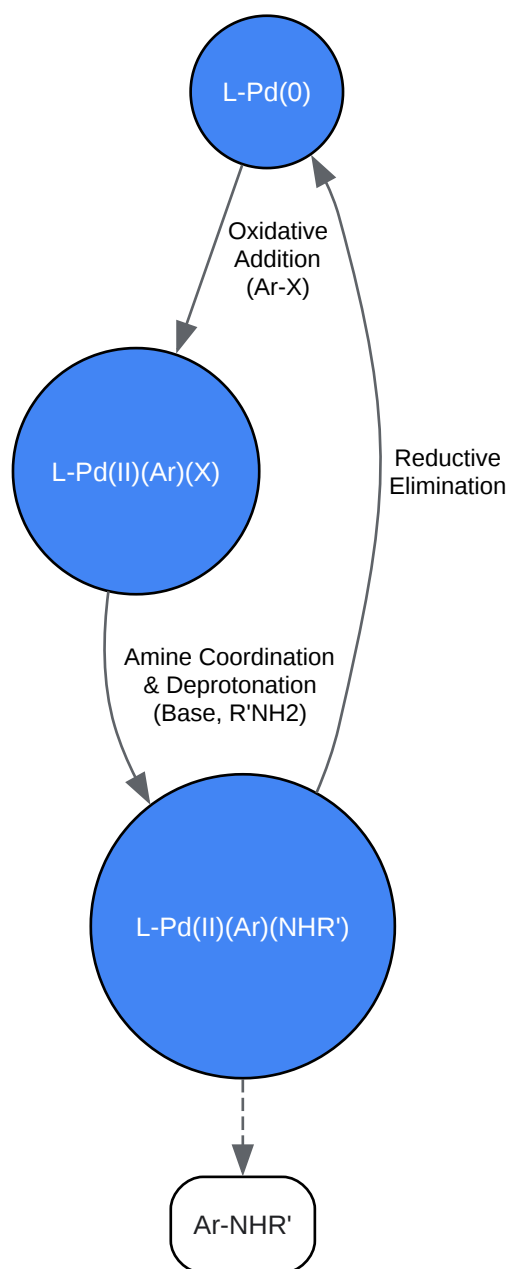 L-Pd(0)
Oxidative
Addition
(Ar-X)
L-Pd(II)(Ar)(X)
Reductive
Elimination
Amine Coordination
& Deprotonation
(Base, R'NH2)
L-Pd(II)(Ar)(NHR')
Ar-NHR'